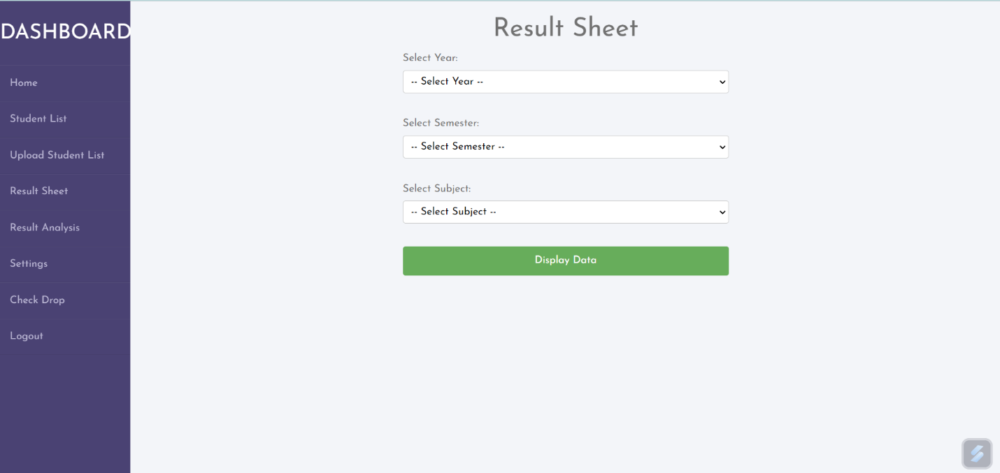 DASHBOARD
Home
Student List
Upload Student List
Result Sheet
Result Analysis
Settings
Check Drop
Logout
Result Sheet
Select Year:
-- Select Year --
Select Semester:
-- Select Semester --
Select Subject:
-- Select Subject --
Display Data